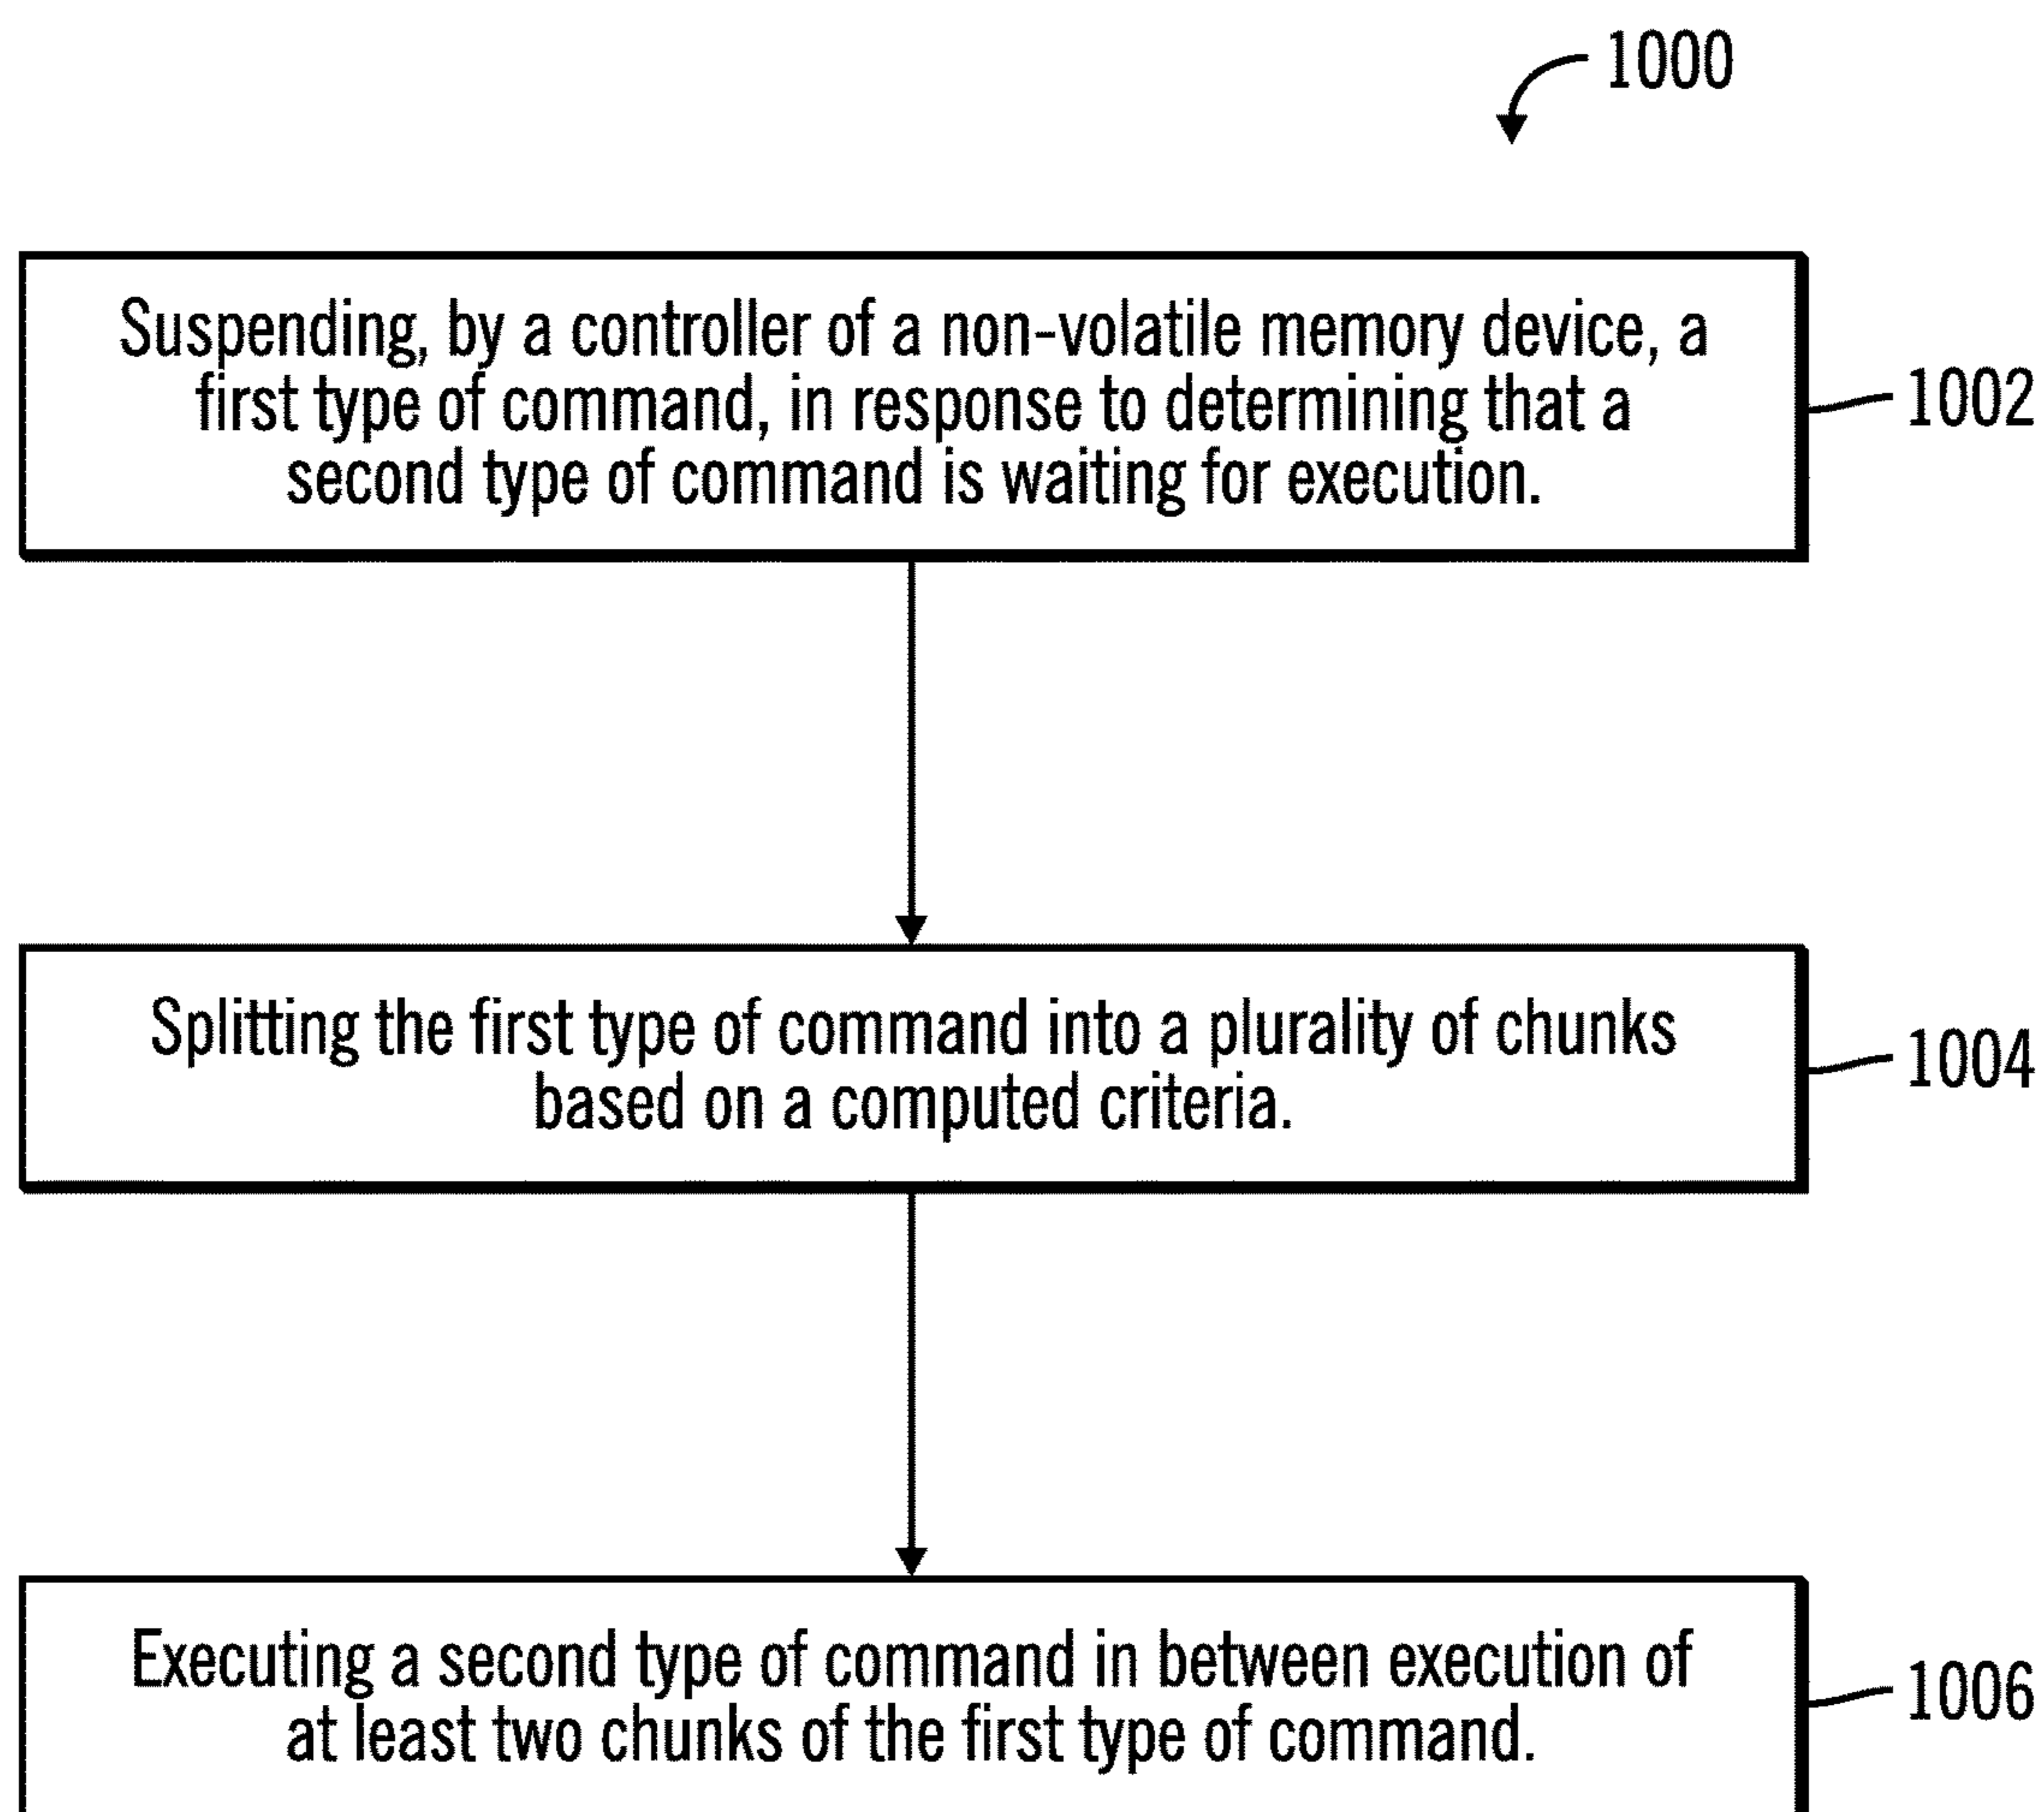 1000
Suspending, by a controller of a non-volatile memory device, a
first type of command, in response to determining that a
second type of command is waiting for execution.
1002
Splitting the first type of command into a plurality of chunks
based on a computed criteria.
1004
Executing a second type of command in between execution of
at least two chunks of the first type of command.
1006